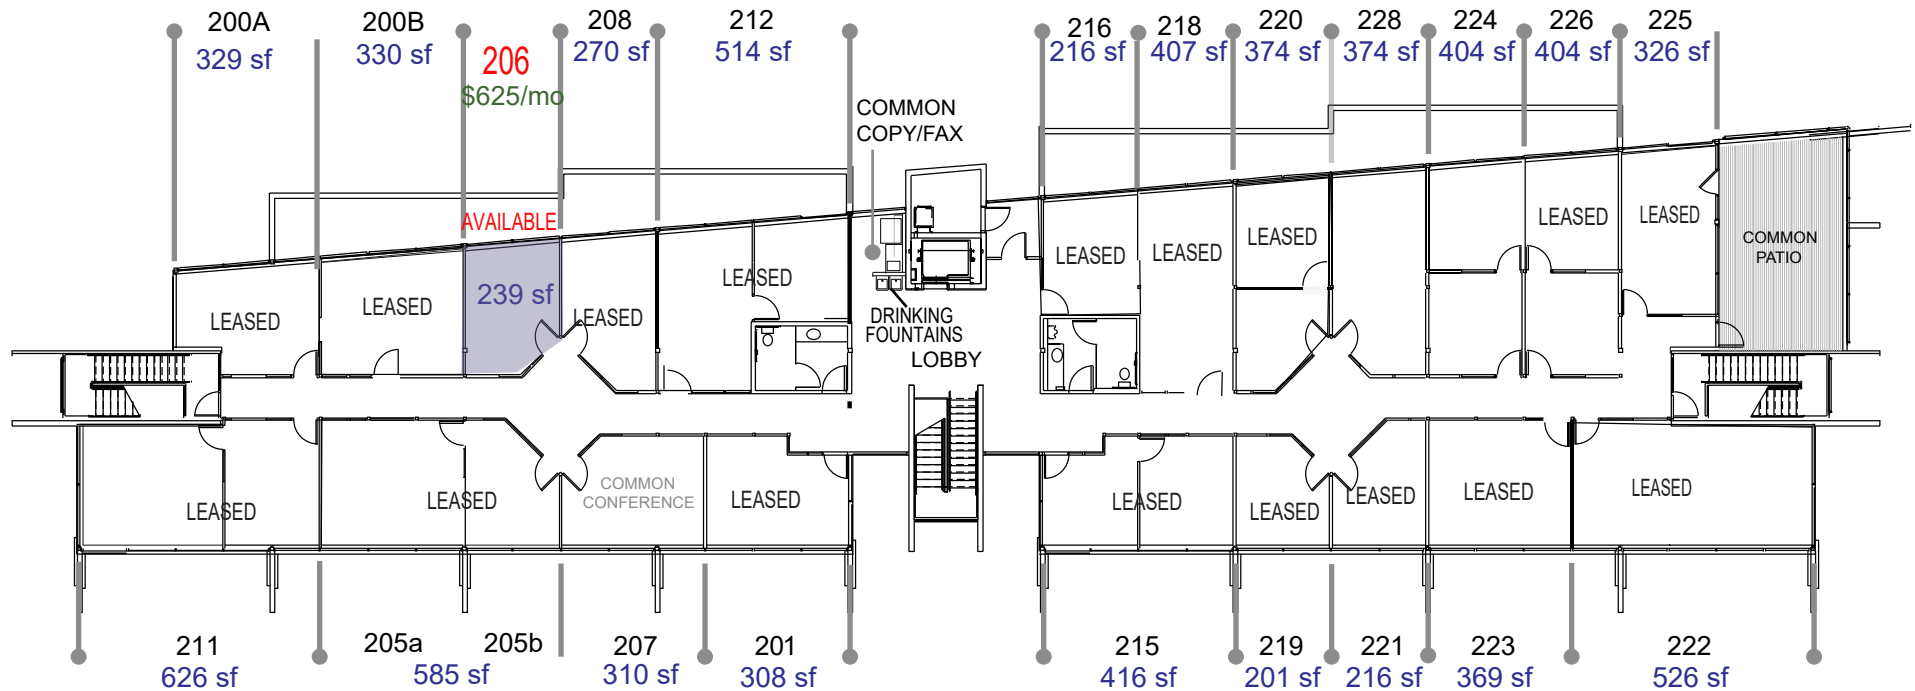 200A
329 sf
200B
330 sf
206
$625/mo
208
270 sf
212
514 sf
216
216 sf
218
407 sf
220
374 sf
228
374 sf
224
404 sf
226
404 sf
225
326 sf
COMMON
COPY/FAX
AVAILABLE
239 sf
LEASED
LEASED
LEASED
LEASED
DRINKING
FOUNTAINS
LOBBY
LEASED
LEASED
LEASED
LEASED
LEASED
COMMON
PATIO
LEASED
LEASED
COMMON
CONFERENCE
LEASED
LEASED
LEASED
LEASED
LEASED
LEASED
211
626 sf
205a
205b
585 sf
207
310 sf
201
308 sf
215
416 sf
219
201 sf
221
216 sf
223
369 sf
222
526 sf